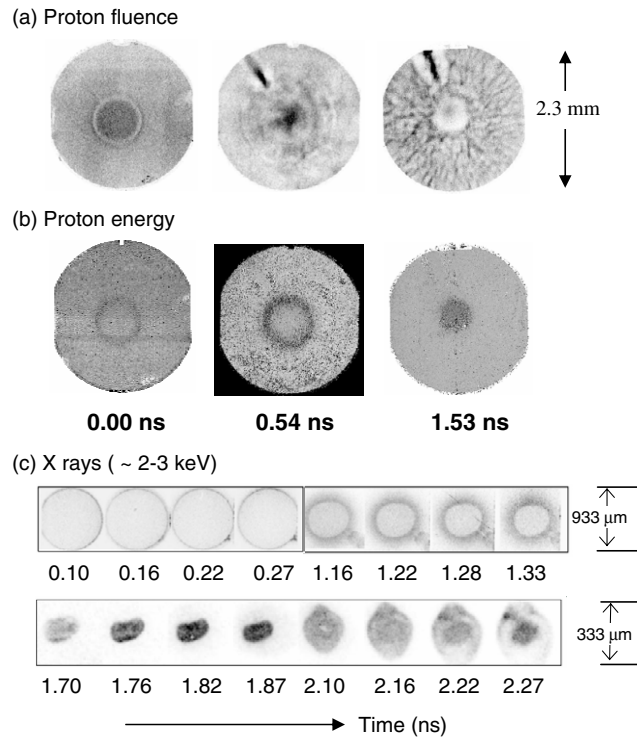 (a) Proton fluence
2.3 mm
(b) Proton energy
0.00 ns 0.54 ns 1.53 ns
(c) X rays ( ~ 2-3 keV)
933 μm
0.10 0.16 0.22 0.27 1.16 1.22 1.28 1.33
333 μm
1.70 1.76 1.82 1.87 2.10 2.16 2.22 2.27
Time (ns)